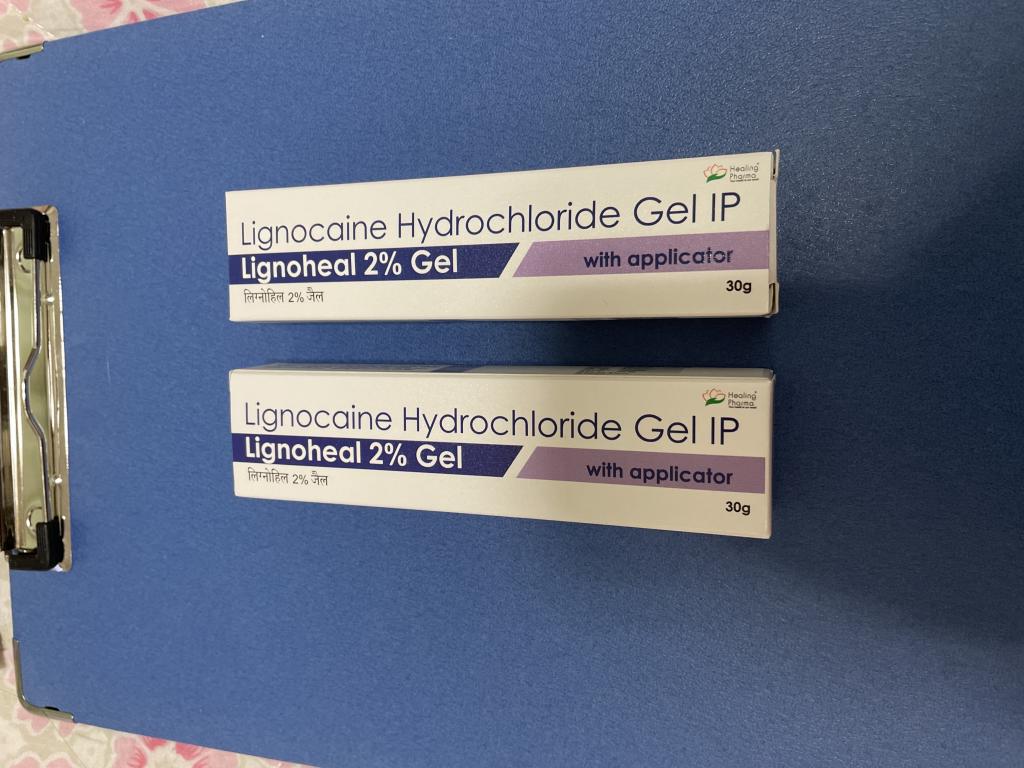 Healing
Pharma
Lignocaine Hydrochloride Gel IP
Lignoheal 2% Gel
with applicator
लिग्नोहिल 2% जैल
30g
Healing
Pharma
Lignocaine Hydrochloride Gel IP
Lignoheal 2% Gel
with applicator
लिग्नोहिल 2% जैल
30g